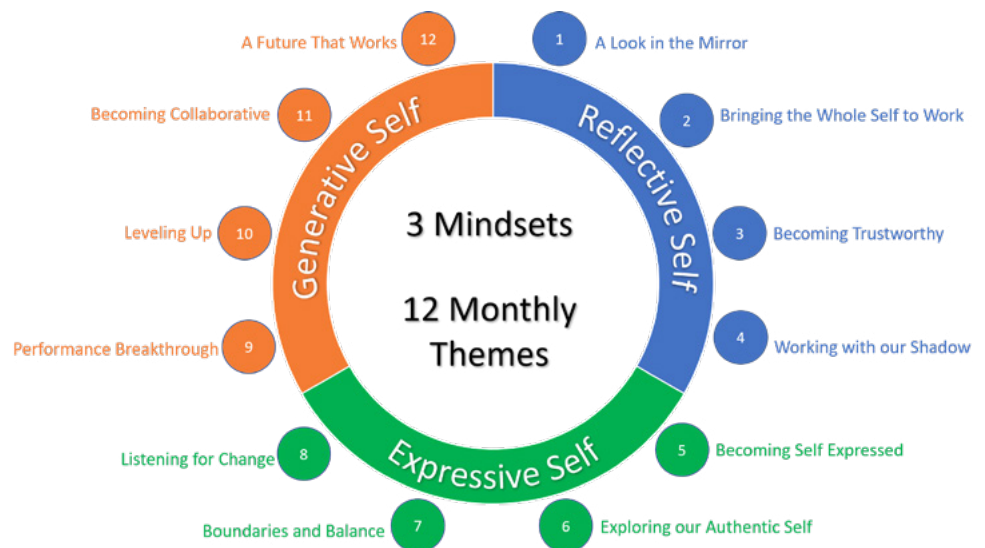 3 Mindsets
12 Monthly
Themes
Reflective Self
1 A Look in the Mirror
2 Bringing the Whole Self to Work
3 Becoming Trustworthy
4 Working with our Shadow
Expressive Self
5 Becoming Self Expressed
6 Exploring our Authentic Self
7 Boundaries and Balance
8 Listening for Change
Generative Self
9 Performance Breakthrough
10 Leveling Up
11 Becoming Collaborative
12 A Future That Works